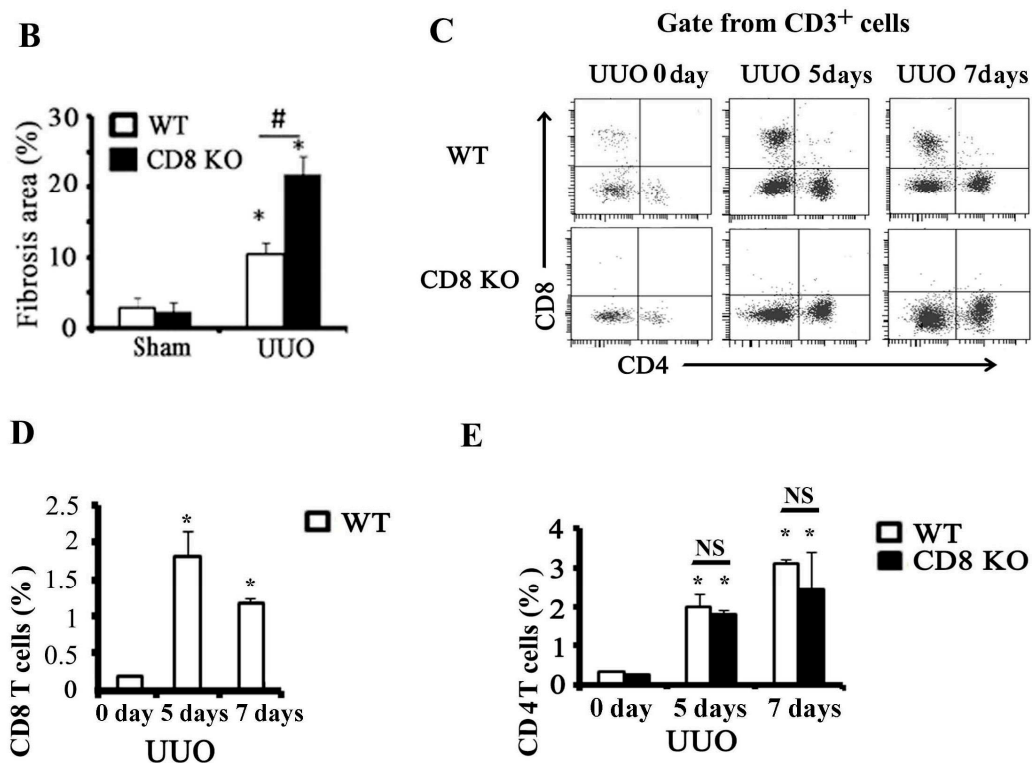 B
Fibrosis area (%)
30
20
10
0
WT
CD8 KO
#
*
*
Sham
UUO
C
Gate from CD3+ cells
UUO 0 day
UUO 5days
UUO 7days
WT
CD8 KO
CD8
CD4
D
CD8 T cells (%)
2.5
2
1.5
1
0.5
0
*
*
WT
0 day
5 days
7 days
UUO
E
CD4T cells (%)
4
3
2
1
0
NS
* *
NS
* *
WT
CD8 KO
0 day
5 days
7 days
UUO